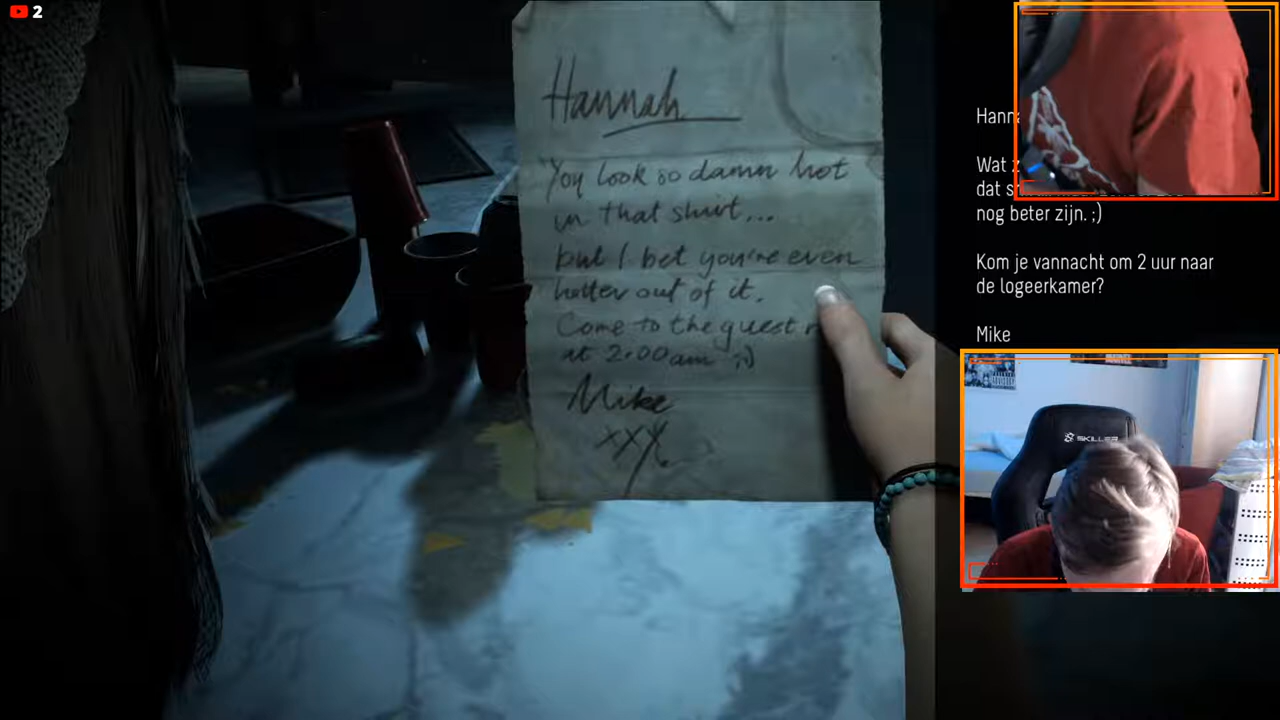 2
Hannah
You look so damn hot
in that shirt...
but I bet you're even
hotter out of it.
Come to the guest
at 2:00am ;)
Mike
xxx
Wat
dat
nog beter zijn. ;)
Kom je vannacht om 2 uur naar
de logeerkamer?
Mike
SKILLER